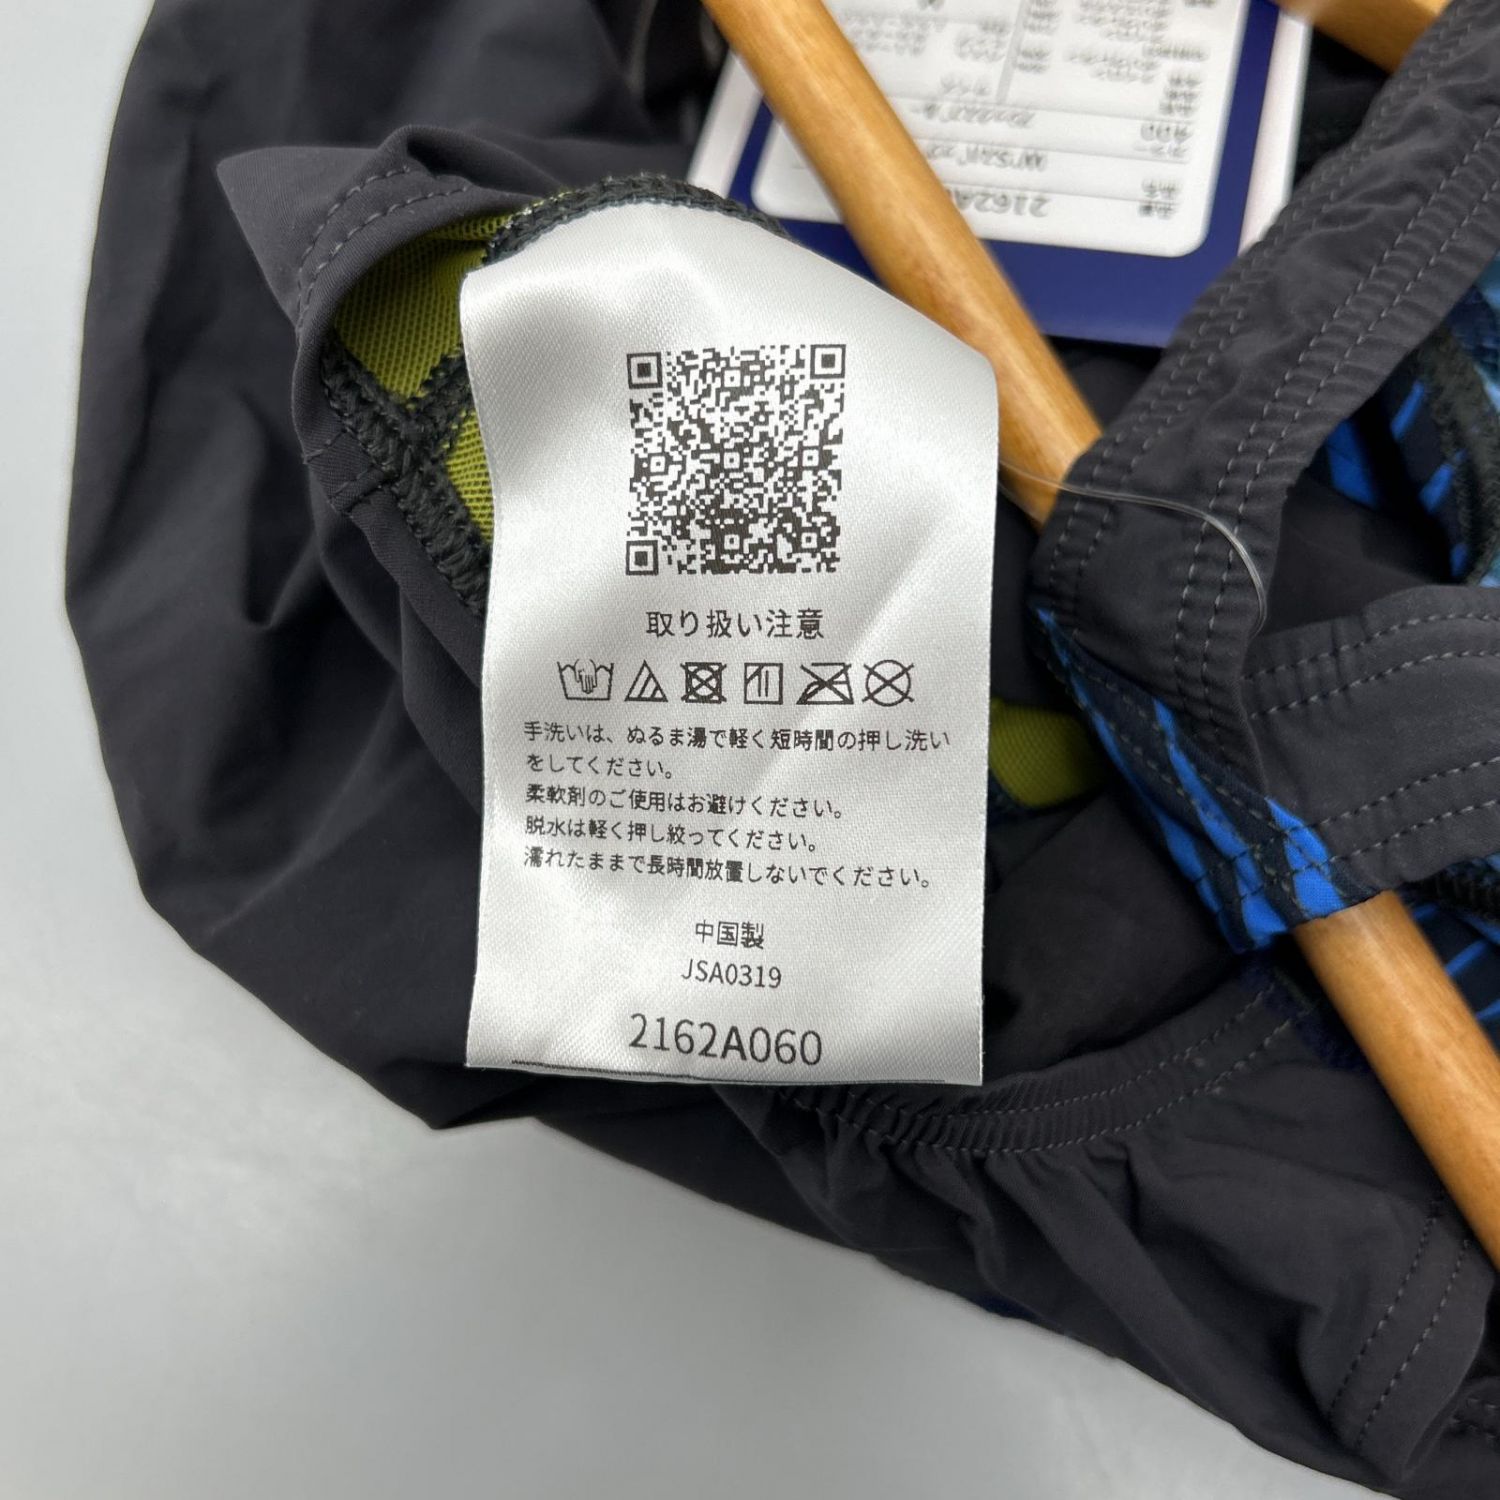 取り扱い注意
手洗いは、ぬるま湯で軽く短時間の押し洗い
をしてください。
柔軟剤のご使用はお避けください。
脱水は軽く押し絞ってください。
濡れたままで長時間放置しないでください。
中国製
JSA0319
2162A060
2162A0